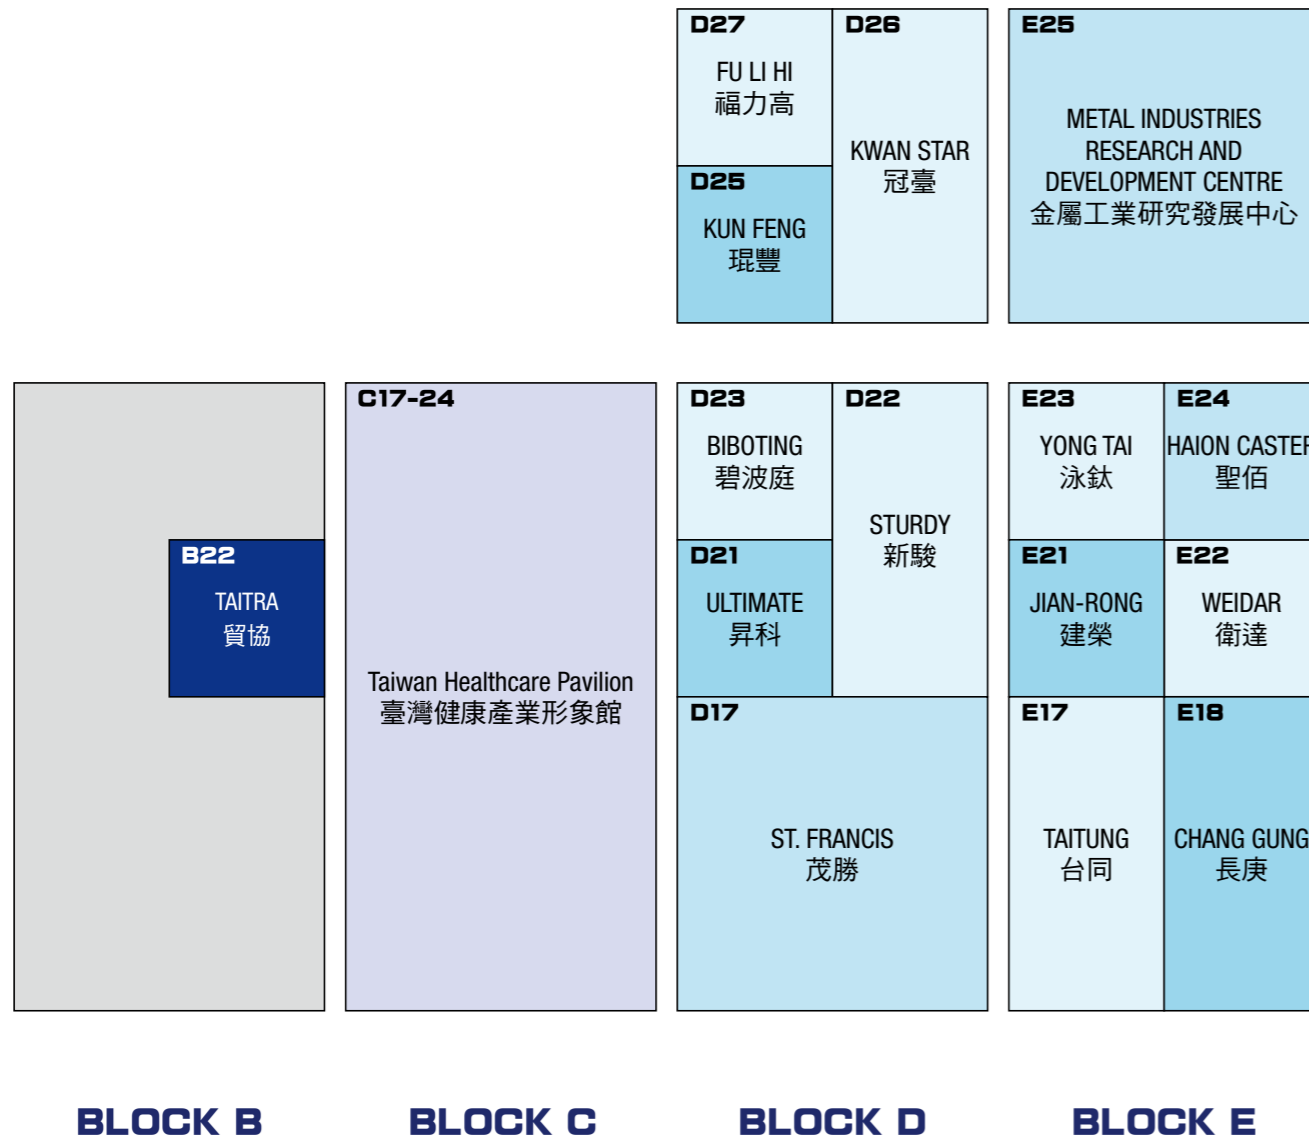 D27
FU LI HI
福力高
D26
KWAN STAR
冠臺
D25
KUN FENG
琨豐
E25
METAL INDUSTRIES
RESEARCH AND
DEVELOPMENT CENTRE
金屬工業研究發展中心
B22
TAITRA
貿協
C17-24
Taiwan Healthcare Pavilion
臺灣健康產業形象館
D23
BIBOTING
碧波庭
D22
STURDY
新駿
D21
ULTIMATE
昇科
D17
ST. FRANCIS
茂勝
E23
YONG TAI
泳鈦
E24
HAION CASTER
聖佰
E21
JIAN-RONG
建榮
E22
WEIDAR
衛達
E17
TAITUNG
台同
E18
CHANG GUNG
長庚
BLOCK B
BLOCK C
BLOCK D
BLOCK E